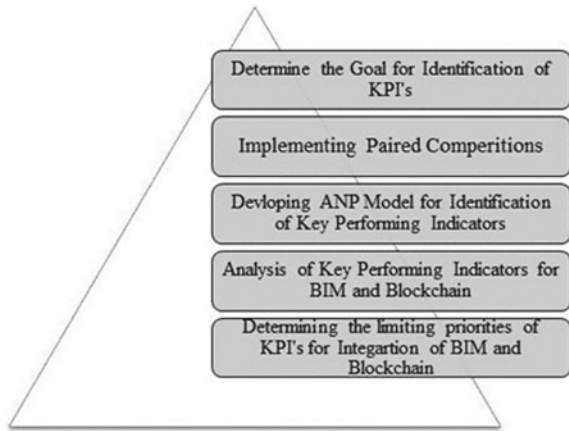 Determine the Goal for Identification of
KPI's
Implementing Paired Comperitions
Devloping ANP Model for Identification
of Key Performing Indicators
Analysis of Key Performing Indicators for
BIM and Blockchain
Determining the limiting priorities of
KPI's for Integartion of BIM and
Blockchain